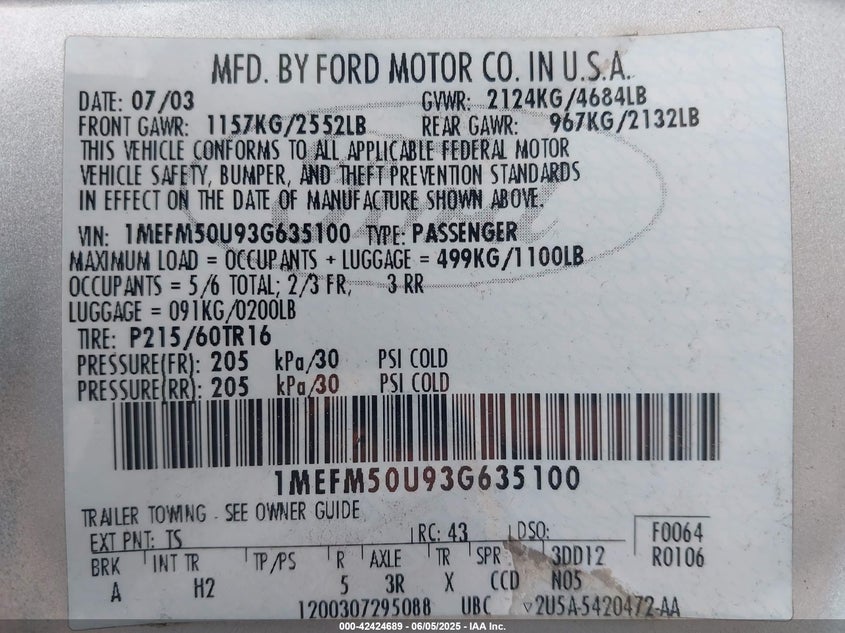 MFD. BY FORD MOTOR CO. IN U.S.A.
DATE: 07/03 GVWR: 2124KG/4684LB
FRONT GAWR: 1157KG/2552LB REAR GAWR: 967KG/2132LB
THIS VEHICLE CONFORMS TO ALL APPLICABLE FEDERAL MOTOR
VEHICLE SAFETY, BUMPER, AND THEFT PREVENTION STANDARDS
IN EFFECT ON THE DATE OF MANUFACTURE SHOWN ABOVE.
VIN: 1MEFM50U93G635100 TYPE: PASSENGER
MAXIMUM LOAD = OCCUPANTS + LUGGAGE = 499KG/1100LB
OCCUPANTS = 5/6 TOTAL; 2/3 FR, 3 RR
LUGGAGE = 091KG/0200LB
TIRE: P215/60TR16
PRESSURE(FR): 205 kPa/30 PSI COLD
PRESSURE(RR): 205 kPa/30 PSI COLD
1MEFM50U93G635100
TRAILER TOWING - SEE OWNER GUIDE
EXT PNT: TS RC: 43 DSO: F0064
BRK INT TR TP/PS R AXLE TR SPR 3DD12 R0106
A H2 5 3R X CCD N05
1200307295088 UBC ▽2U5A-5420472-AA
000-42424689 - 06/05/2025 - IAA Inc.